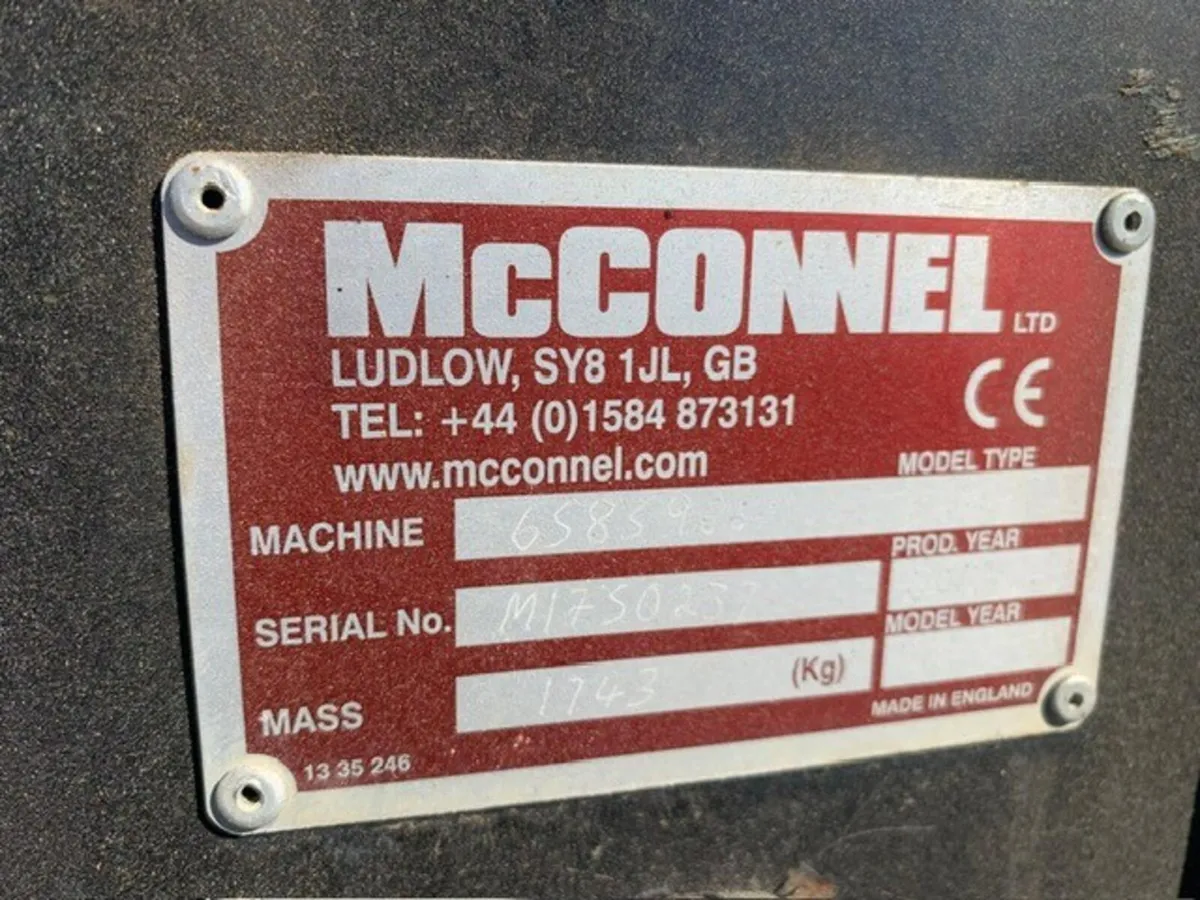 McCONNEL LTD
LUDLOW, SY8 1JL, GB
TEL: +44 (0)1584 873131
CE
www.mcconnel.com
MODEL TYPE
MACHINE
PROD. YEAR
SERIAL No. M1750237
MODEL YEAR
MASS 1743 (Kg)
MADE IN ENGLAND
13 35 246